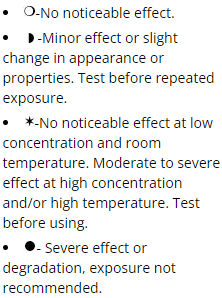 • ❍-No noticeable effect.
• ◗-Minor effect or slight
change in appearance or
properties. Test before repeated
exposure.
• ✶-No noticeable effect at low
concentration and room
temperature. Moderate to severe
effect at high concentration
and/or high temperature. Test
before using.
• ●- Severe effect or
degradation, exposure not
recommended.